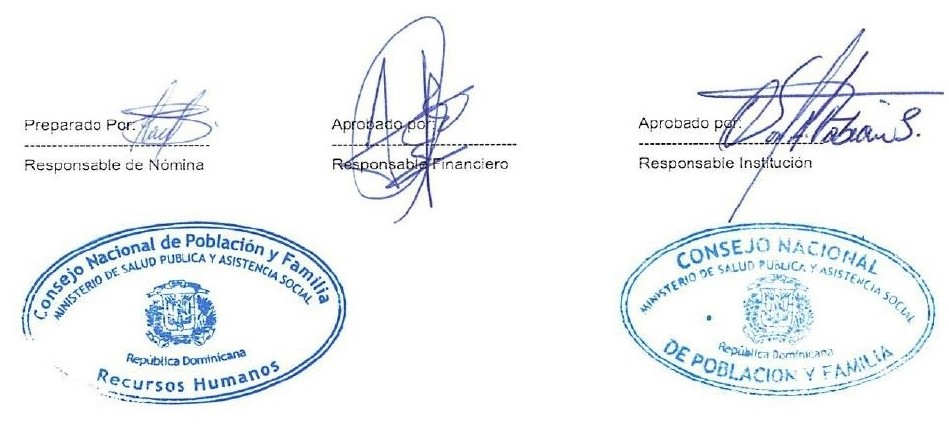 Preparado Por:
Responsable de Nómina
Aprobado por:
Responsable Financiero
Aprobado por:
Responsable Institución
Consejo Nacional de Población y Familia
MINISTERIO DE SALUD PUBLICA Y ASISTENCIA SOCIAL
República Dominicana
Recursos Humanos
CONSEJO NACIONAL
MINISTERIO DE SALUD PUBLICA Y ASISTENCIA SOCIAL
República Dominicana
DE POBLACION Y FAMILIA